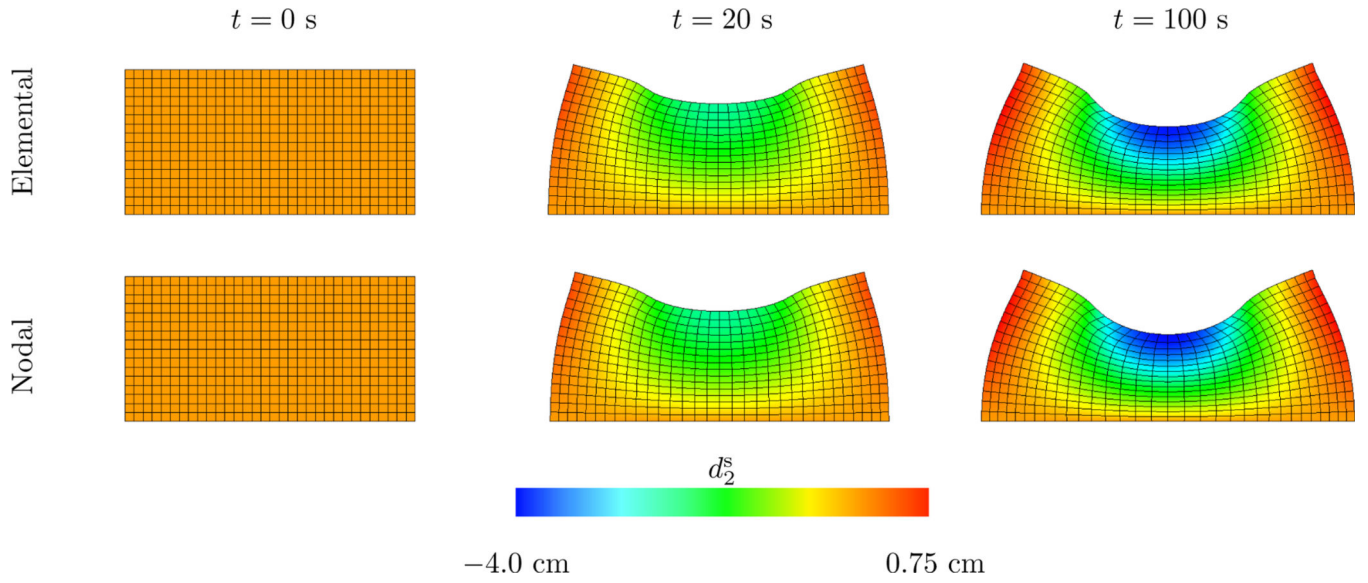 t = 0 s
t = 20 s
t = 100 s
Elemental
Nodal
d₂ˢ
−4.0 cm
0.75 cm